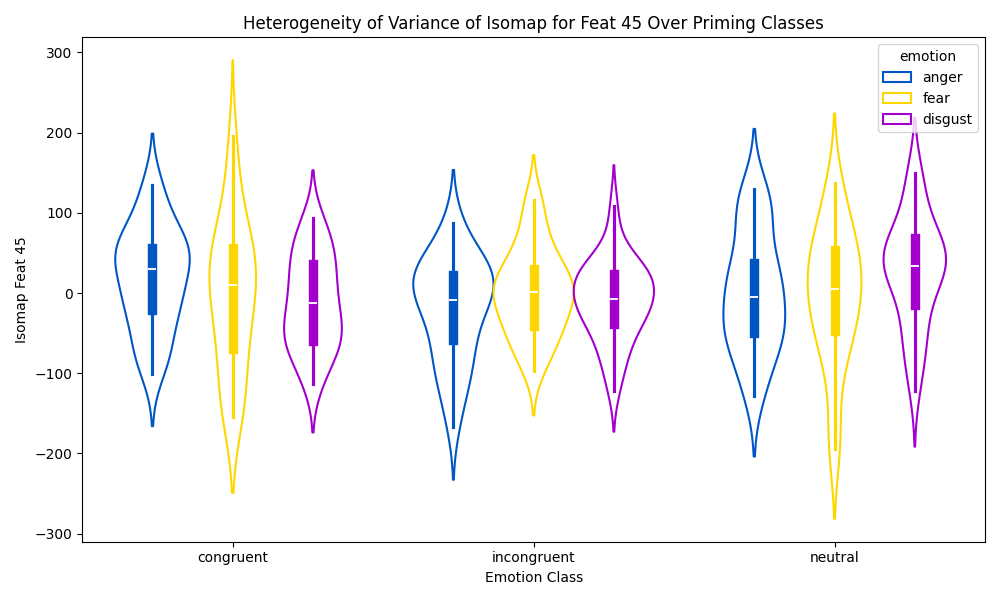 Heterogeneity of Variance of Isomap for Feat 45 Over Priming Classes
emotion
anger
fear
disgust
300
200
100
0
−100
−200
−300
Isomap Feat 45
congruent
incongruent
neutral
Emotion Class